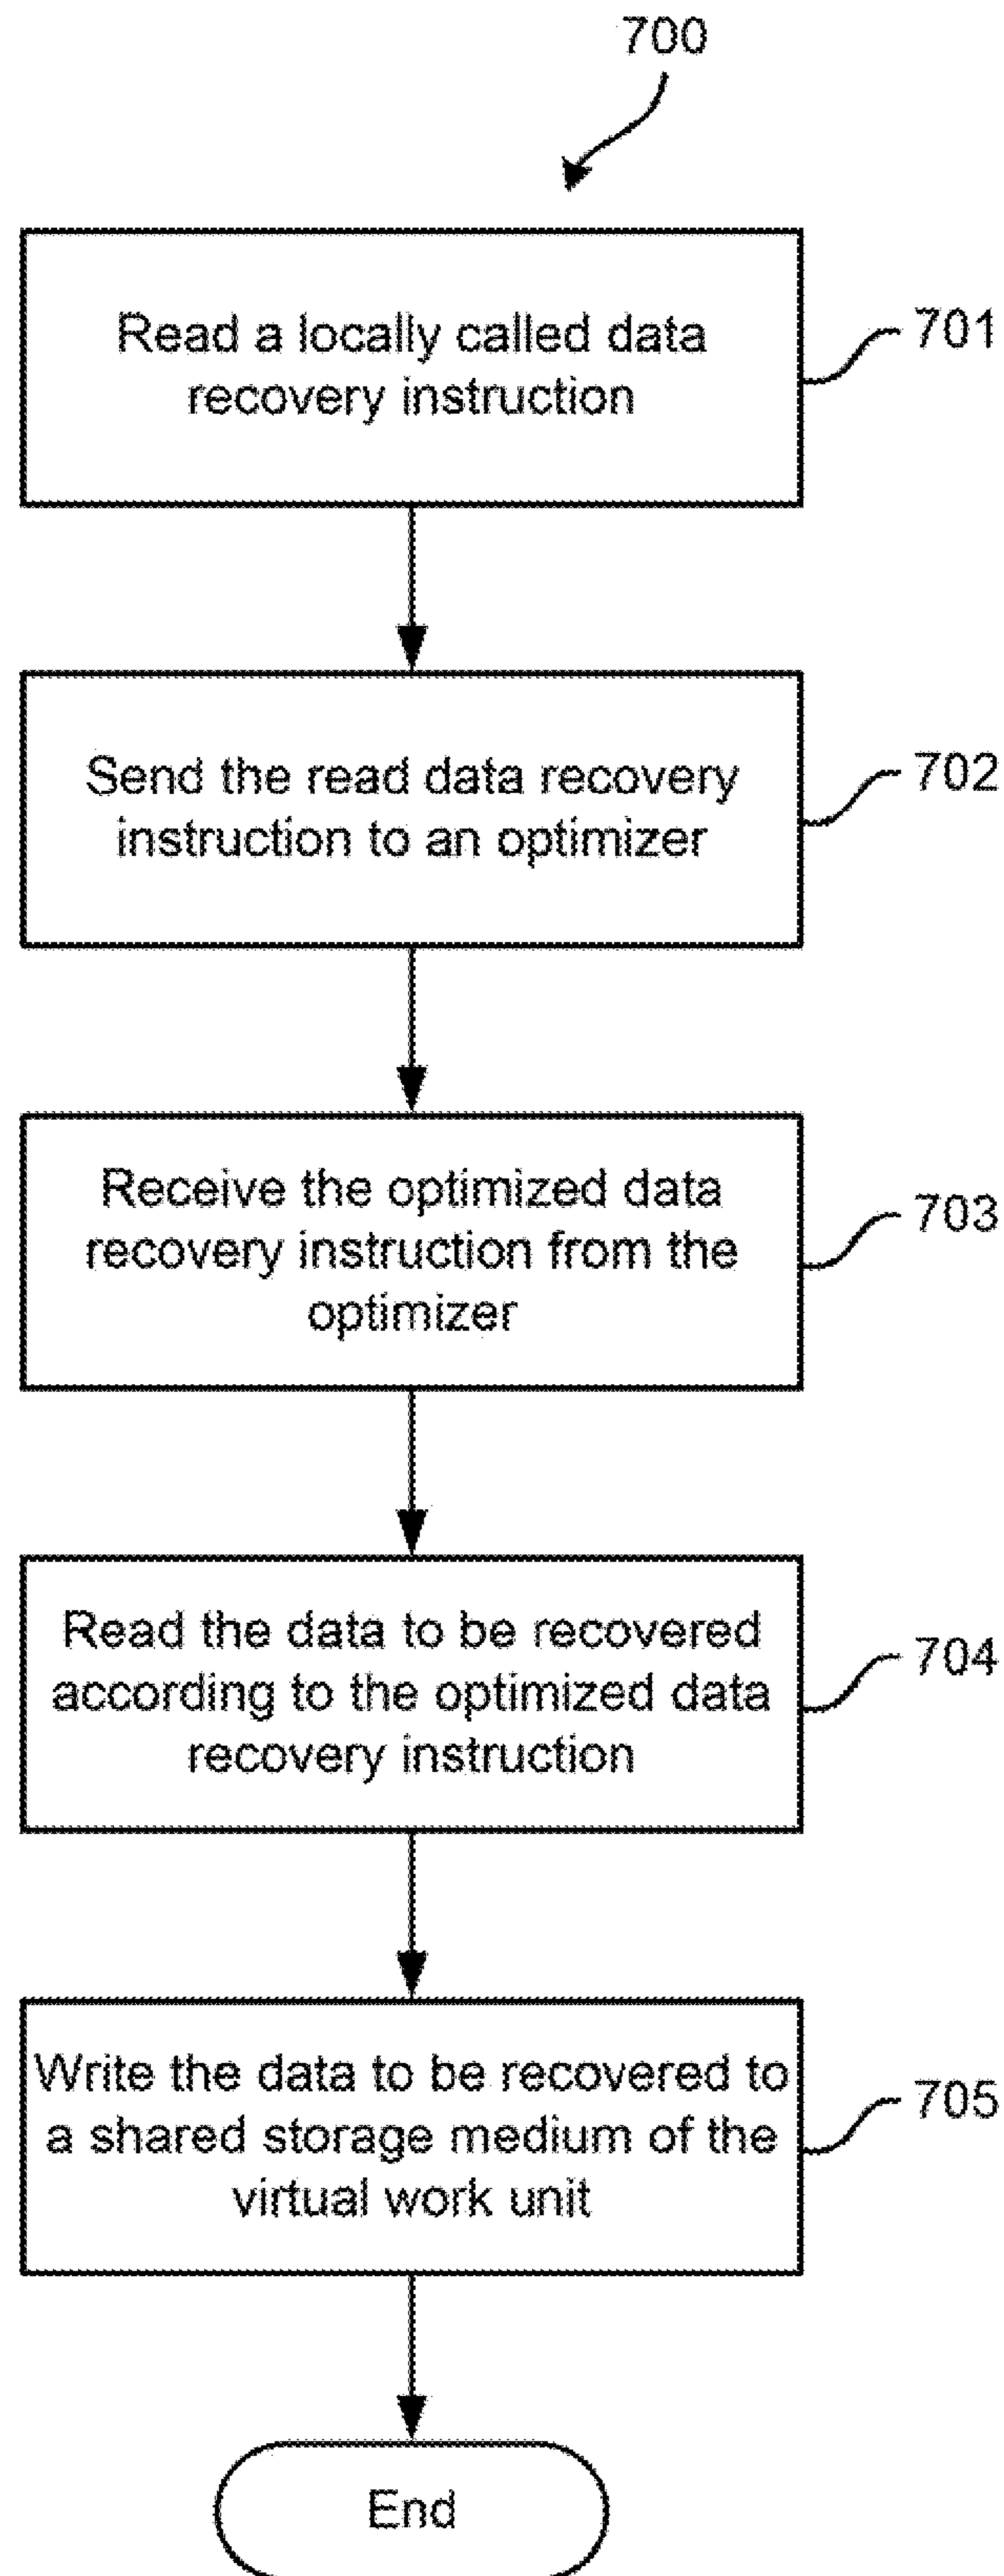 700
Read a locally called data
recovery instruction
701
Send the read data recovery
instruction to an optimizer
702
Receive the optimized data
recovery instruction from the
optimizer
703
Read the data to be recovered
according to the optimized data
recovery instruction
704
Write the data to be recovered to
a shared storage medium of the
virtual work unit
705
End